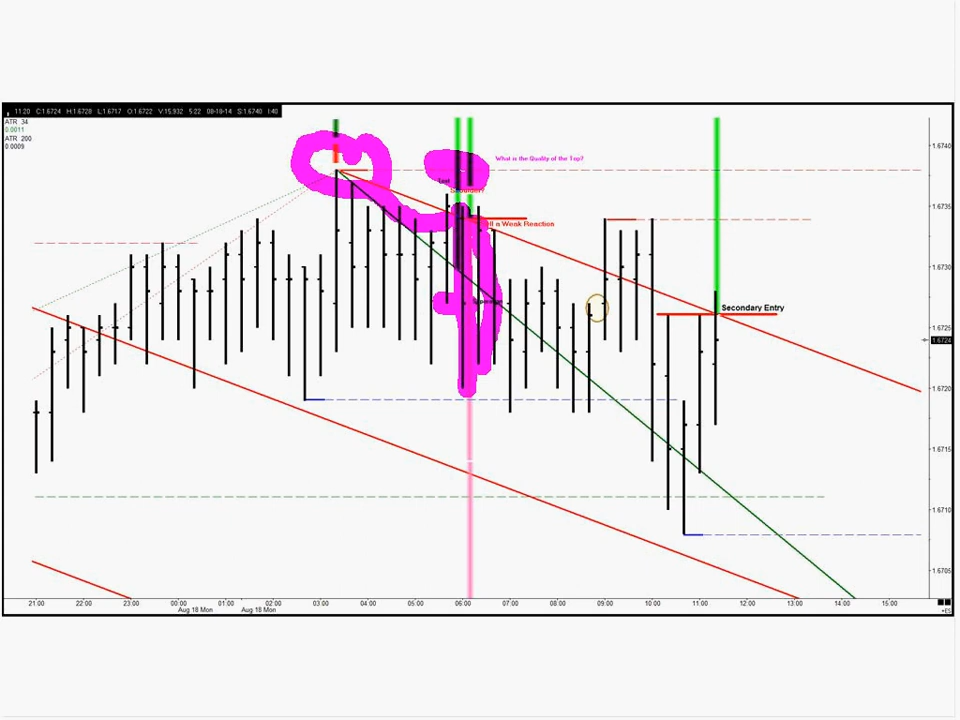 11:20 C:1.6724 H:1.6728 L:1.6717 O:1.6722 V:15,932 5:22 08-18-14 S:1.6740 I:40
ATR 34
0.0011
ATR 200
0.0009
What is the Quality of the Top?
Test
a Weak Reaction
Secondary Entry
1.6740
1.6735
1.6730
1.6725
1.6724
1.6720
1.6715
1.6710
1.6705
21:00 22:00 23:00 00:00 01:00 02:00 03:00 04:00 05:00 06:00 07:00 08:00 09:00 10:00 11:00 12:00 13:00 14:00 15:00
Aug 18 Mon Aug 18 Mon